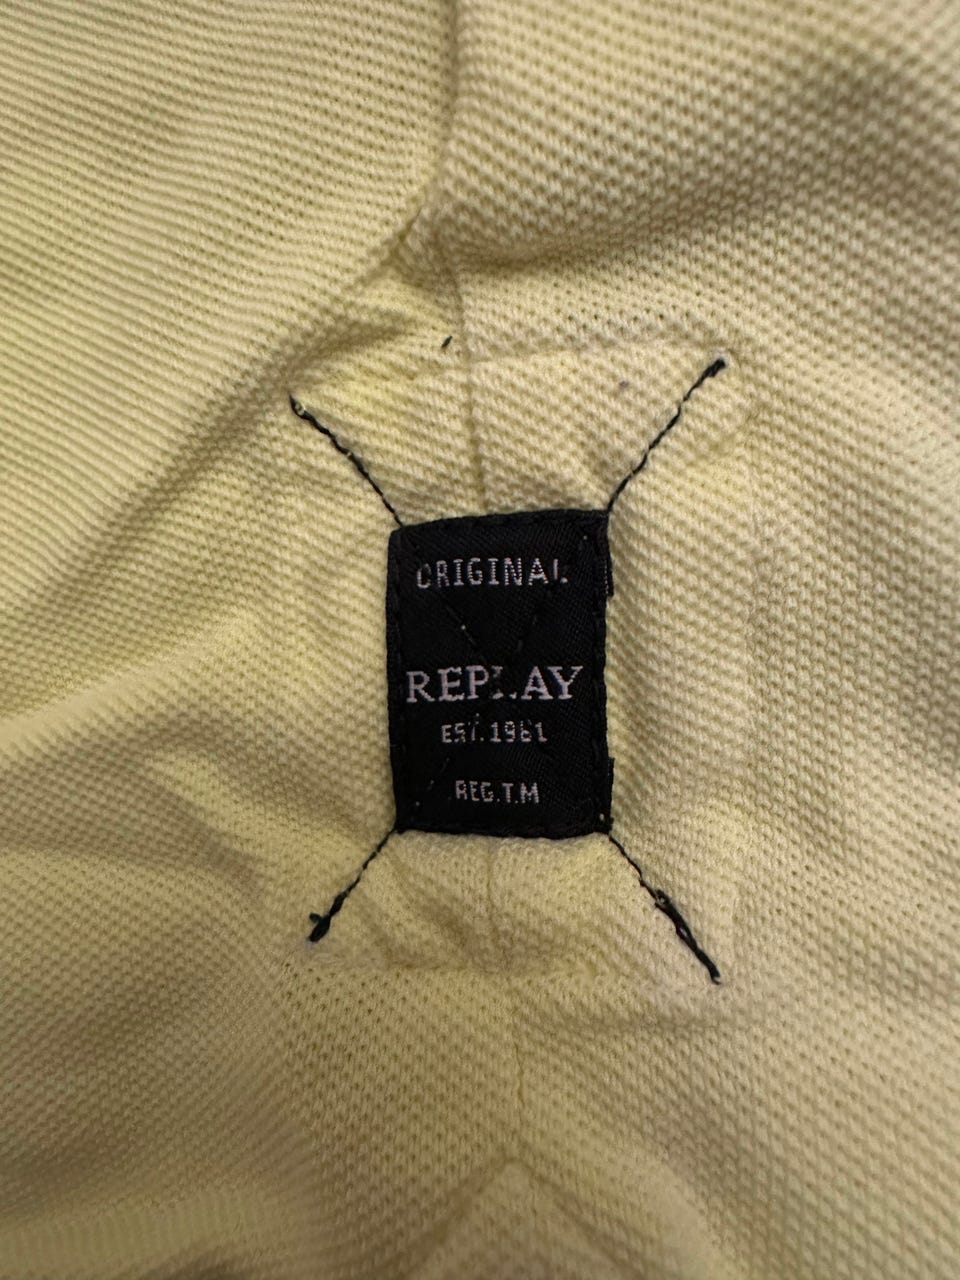 ORIGINAL
REPLAY
EST.1981
REG.T.M